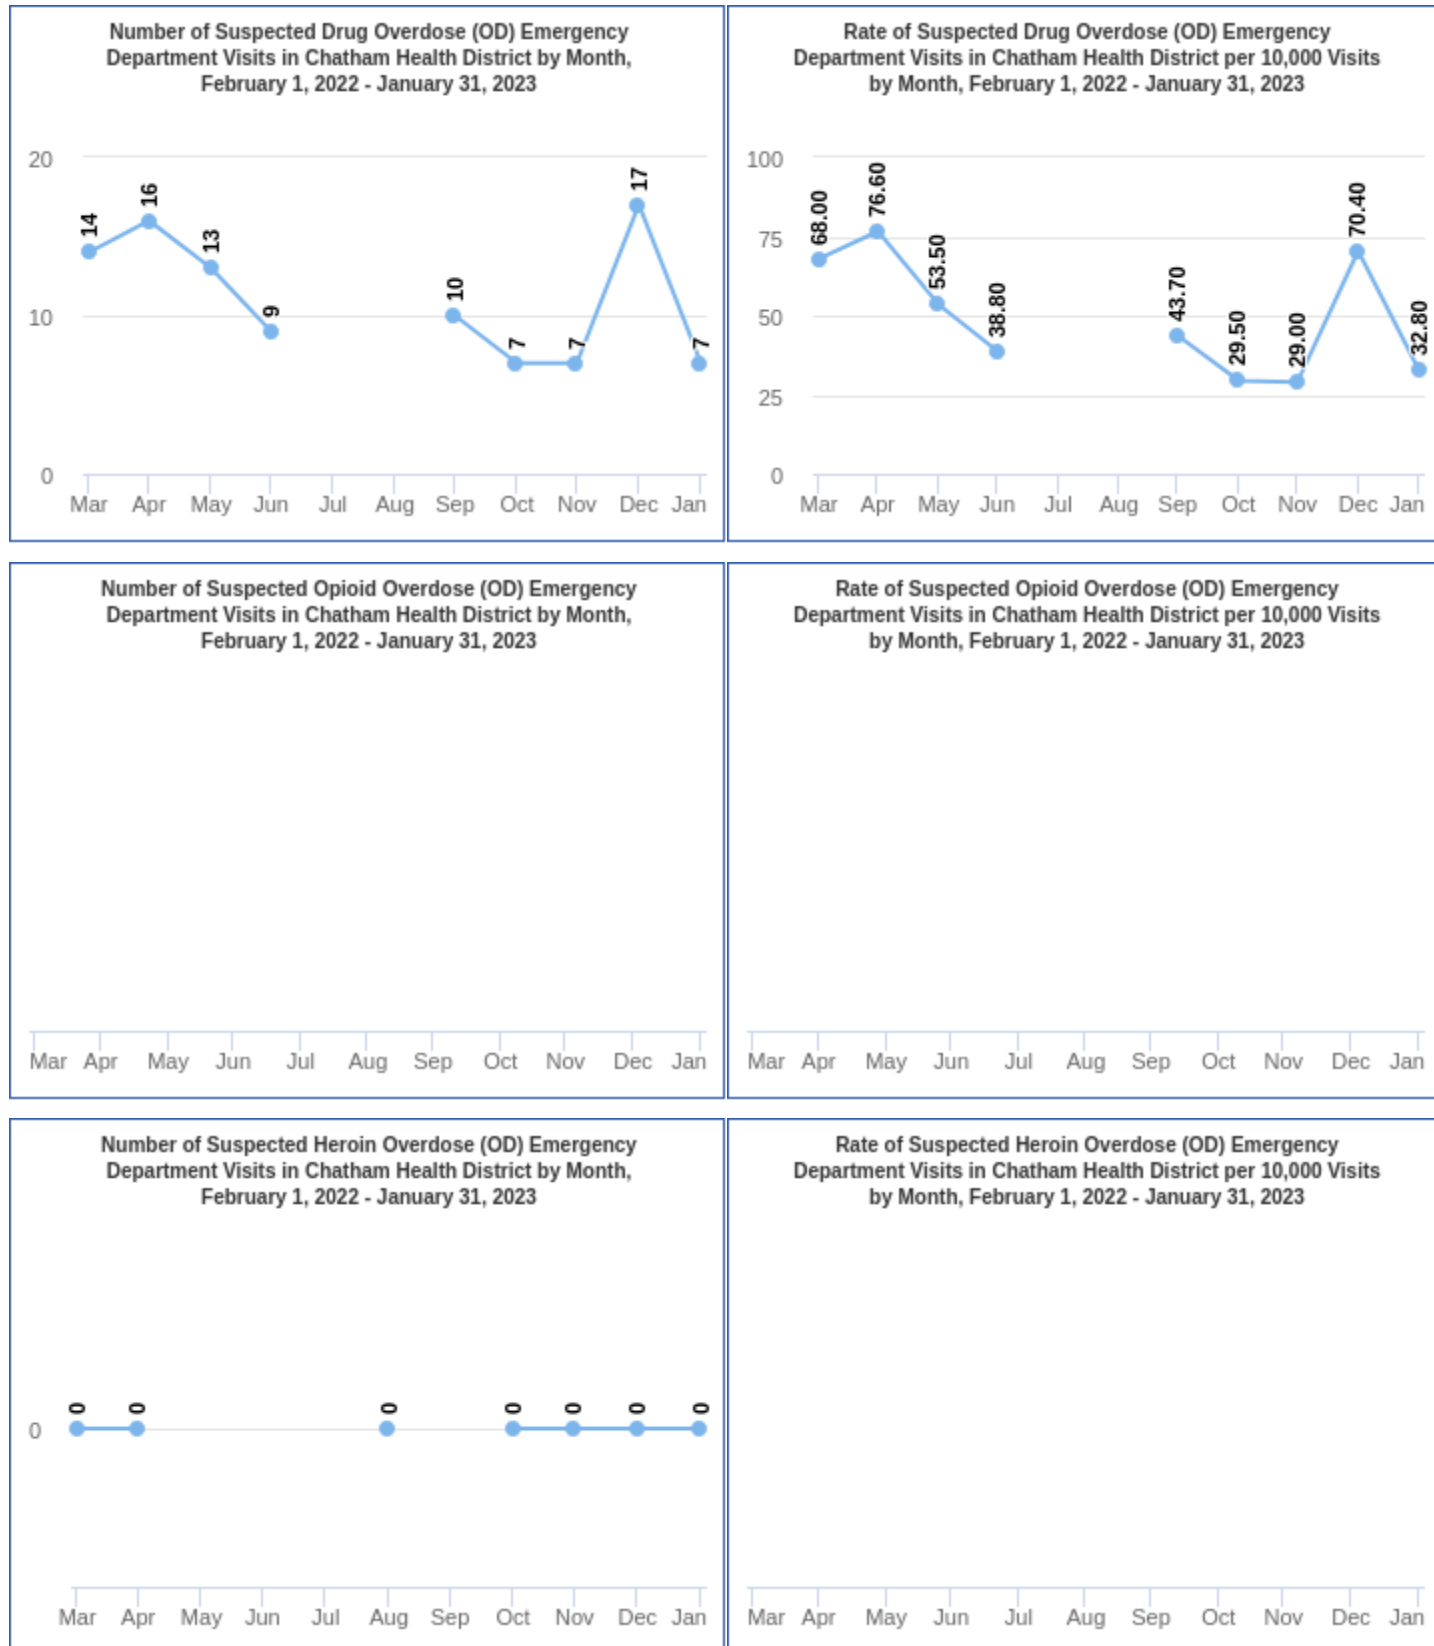 Number of Suspected Drug Overdose (OD) Emergency
Department Visits in Chatham Health District by Month,
February 1, 2022 - January 31, 2023
20
10
0
14
16
13
9
10
7
7
17
7
Mar Apr May Jun Jul Aug Sep Oct Nov Dec Jan
Rate of Suspected Drug Overdose (OD) Emergency
Department Visits in Chatham Health District per 10,000 Visits
by Month, February 1, 2022 - January 31, 2023
100
75
50
25
0
68.00
76.60
53.50
38.80
43.70
29.50
29.00
70.40
32.80
Mar Apr May Jun Jul Aug Sep Oct Nov Dec Jan
Number of Suspected Opioid Overdose (OD) Emergency
Department Visits in Chatham Health District by Month,
February 1, 2022 - January 31, 2023
Mar Apr May Jun Jul Aug Sep Oct Nov Dec Jan
Rate of Suspected Opioid Overdose (OD) Emergency
Department Visits in Chatham Health District per 10,000 Visits
by Month, February 1, 2022 - January 31, 2023
Mar Apr May Jun Jul Aug Sep Oct Nov Dec Jan
Number of Suspected Heroin Overdose (OD) Emergency
Department Visits in Chatham Health District by Month,
February 1, 2022 - January 31, 2023
0
0
0
0
0
0
0
0
Mar Apr May Jun Jul Aug Sep Oct Nov Dec Jan
Rate of Suspected Heroin Overdose (OD) Emergency
Department Visits in Chatham Health District per 10,000 Visits
by Month, February 1, 2022 - January 31, 2023
Mar Apr May Jun Jul Aug Sep Oct Nov Dec Jan